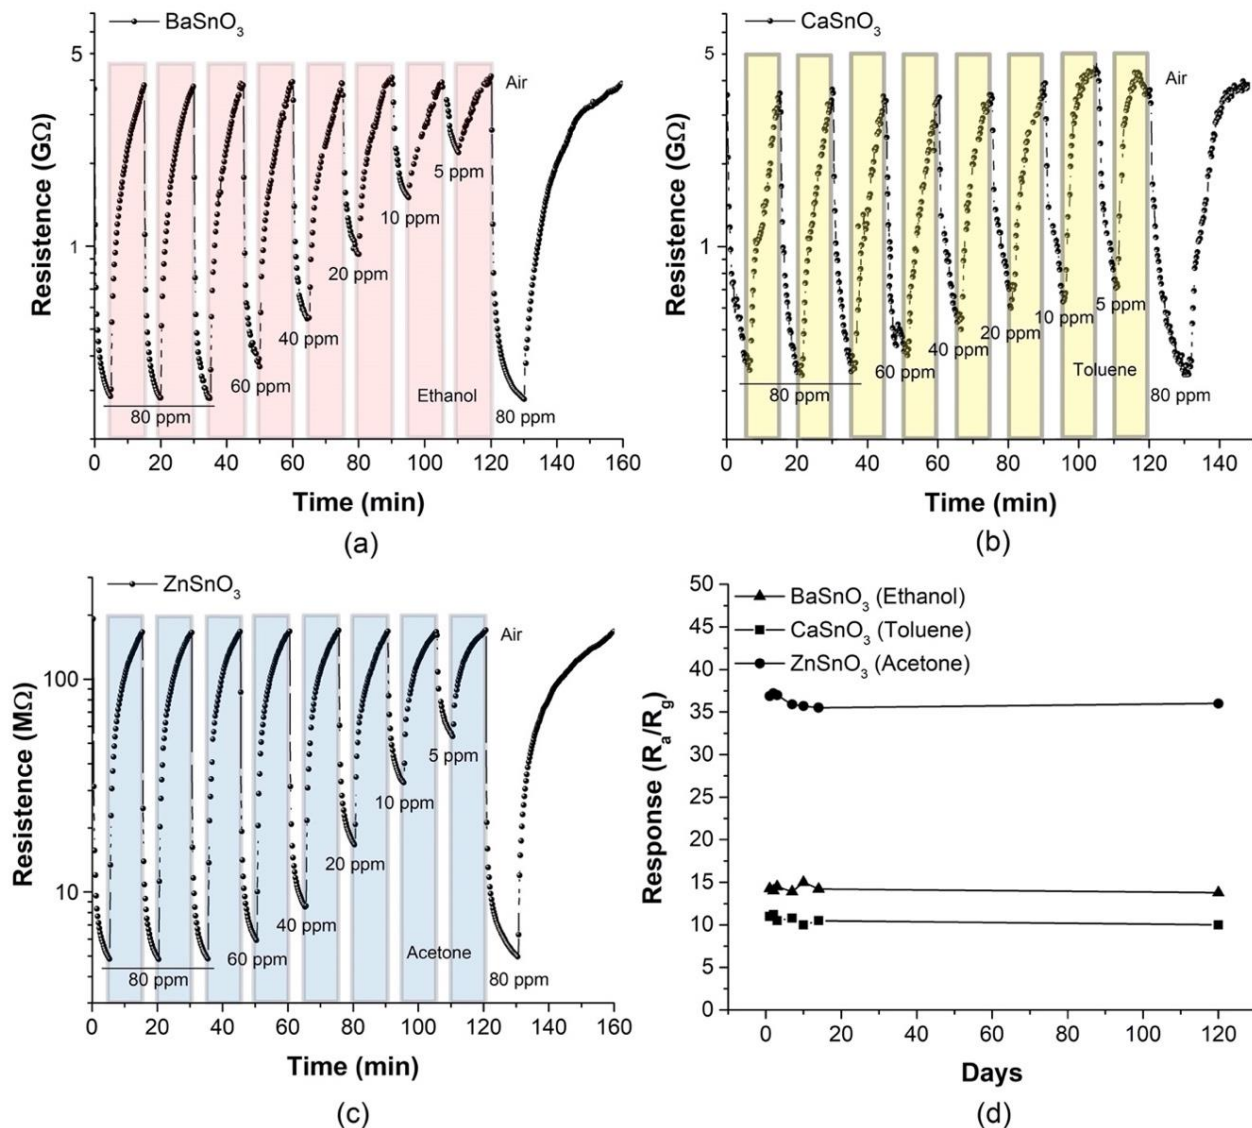 BaSnO₃
5
1
Resistence (GΩ)
Air
5 ppm
10 ppm
20 ppm
40 ppm
60 ppm
Ethanol
80 ppm
80 ppm
0 20 40 60 80 100 120 140 160
Time (min)
(a)
CaSnO₃
5
1
Resistence (GΩ)
Air
5 ppm
10 ppm
20 ppm
40 ppm
60 ppm
Toluene
80 ppm
80 ppm
0 20 40 60 80 100 120 140
Time (min)
(b)
ZnSnO₃
100
10
Resistence (MΩ)
Air
5 ppm
10 ppm
20 ppm
40 ppm
60 ppm
Acetone
80 ppm
80 ppm
0 20 40 60 80 100 120 140 160
Time (min)
(c)
50
45
40
35
30
25
20
15
10
5
0
Response (Rₐ/R_g)
BaSnO₃ (Ethanol)
CaSnO₃ (Toluene)
ZnSnO₃ (Acetone)
0 20 40 60 80 100 120
Days
(d)